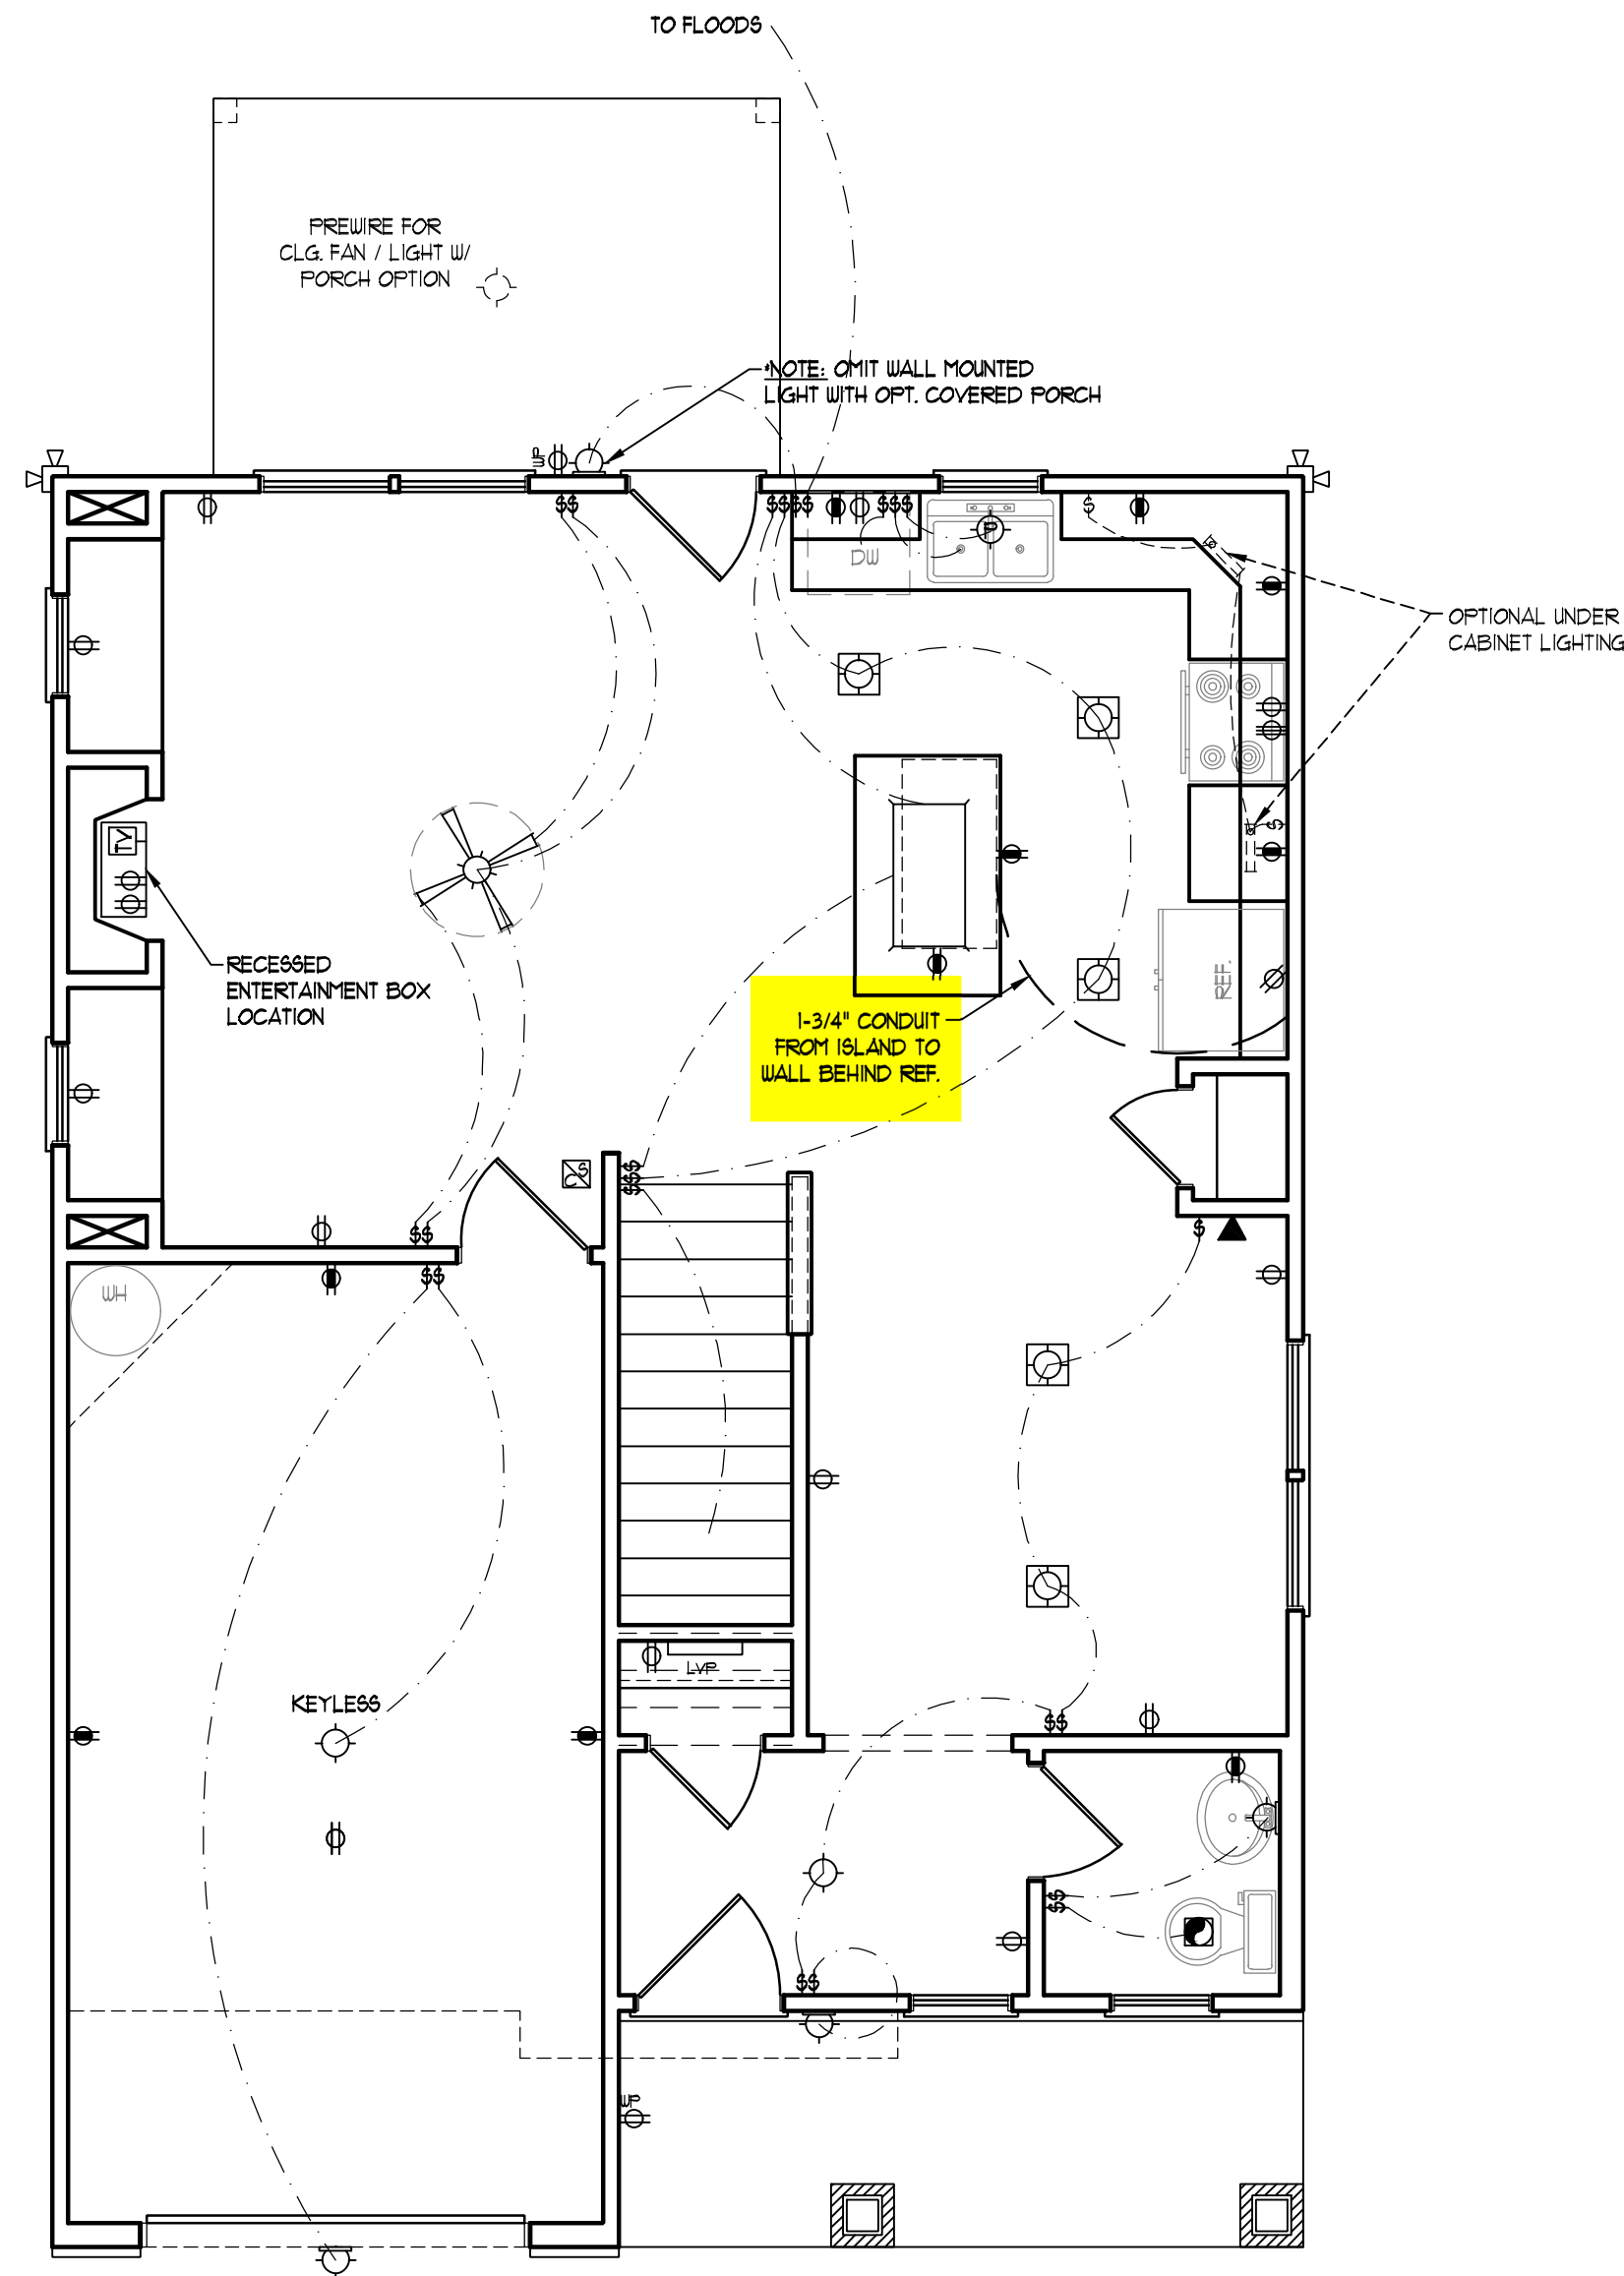 TO FLOODS
PREWIRE FOR
CLG. FAN / LIGHT W/
PORCH OPTION
*NOTE: OMIT WALL MOUNTED
LIGHT WITH OPT. COVERED PORCH
WP
$$
$$$$
$$$
$
P
DW
OPTIONAL UNDER
CABINET LIGHTING
$
TV
REF.
RECESSED
ENTERTAINMENT BOX
LOCATION
1-3/4" CONDUIT
FROM ISLAND TO
WALL BEHIND REF.
C/S
$$$
$$
$
$$
WH
LVP
KEYLESS
$$
$$
$$
WP